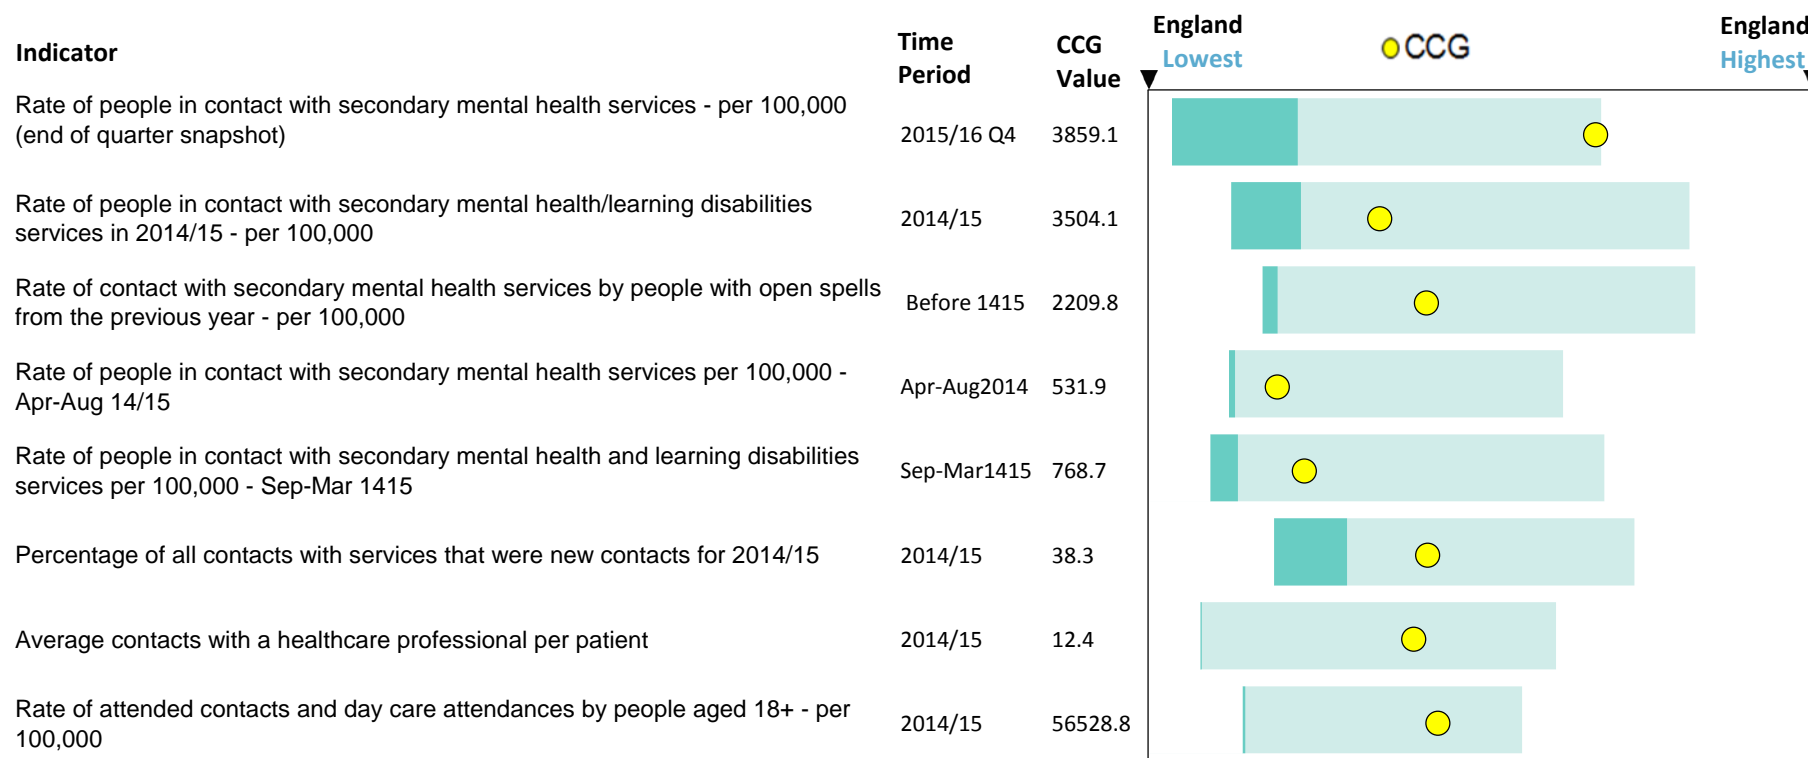 Indicator
Time Period
CCG Value
England Lowest
CCG
England Highest
Rate of people in contact with secondary mental health services - per 100,000
(end of quarter snapshot)
2015/16 Q4
3859.1
Rate of people in contact with secondary mental health/learning disabilities
services in 2014/15 - per 100,000
2014/15
3504.1
Rate of contact with secondary mental health services by people with open spells
from the previous year - per 100,000
Before 1415
2209.8
Rate of people in contact with secondary mental health services per 100,000 -
Apr-Aug 14/15
Apr-Aug2014
531.9
Rate of people in contact with secondary mental health and learning disabilities
services per 100,000 - Sep-Mar 1415
Sep-Mar1415
768.7
Percentage of all contacts with services that were new contacts for 2014/15
2014/15
38.3
Average contacts with a healthcare professional per patient
2014/15
12.4
Rate of attended contacts and day care attendances by people aged 18+ - per
100,000
2014/15
56528.8